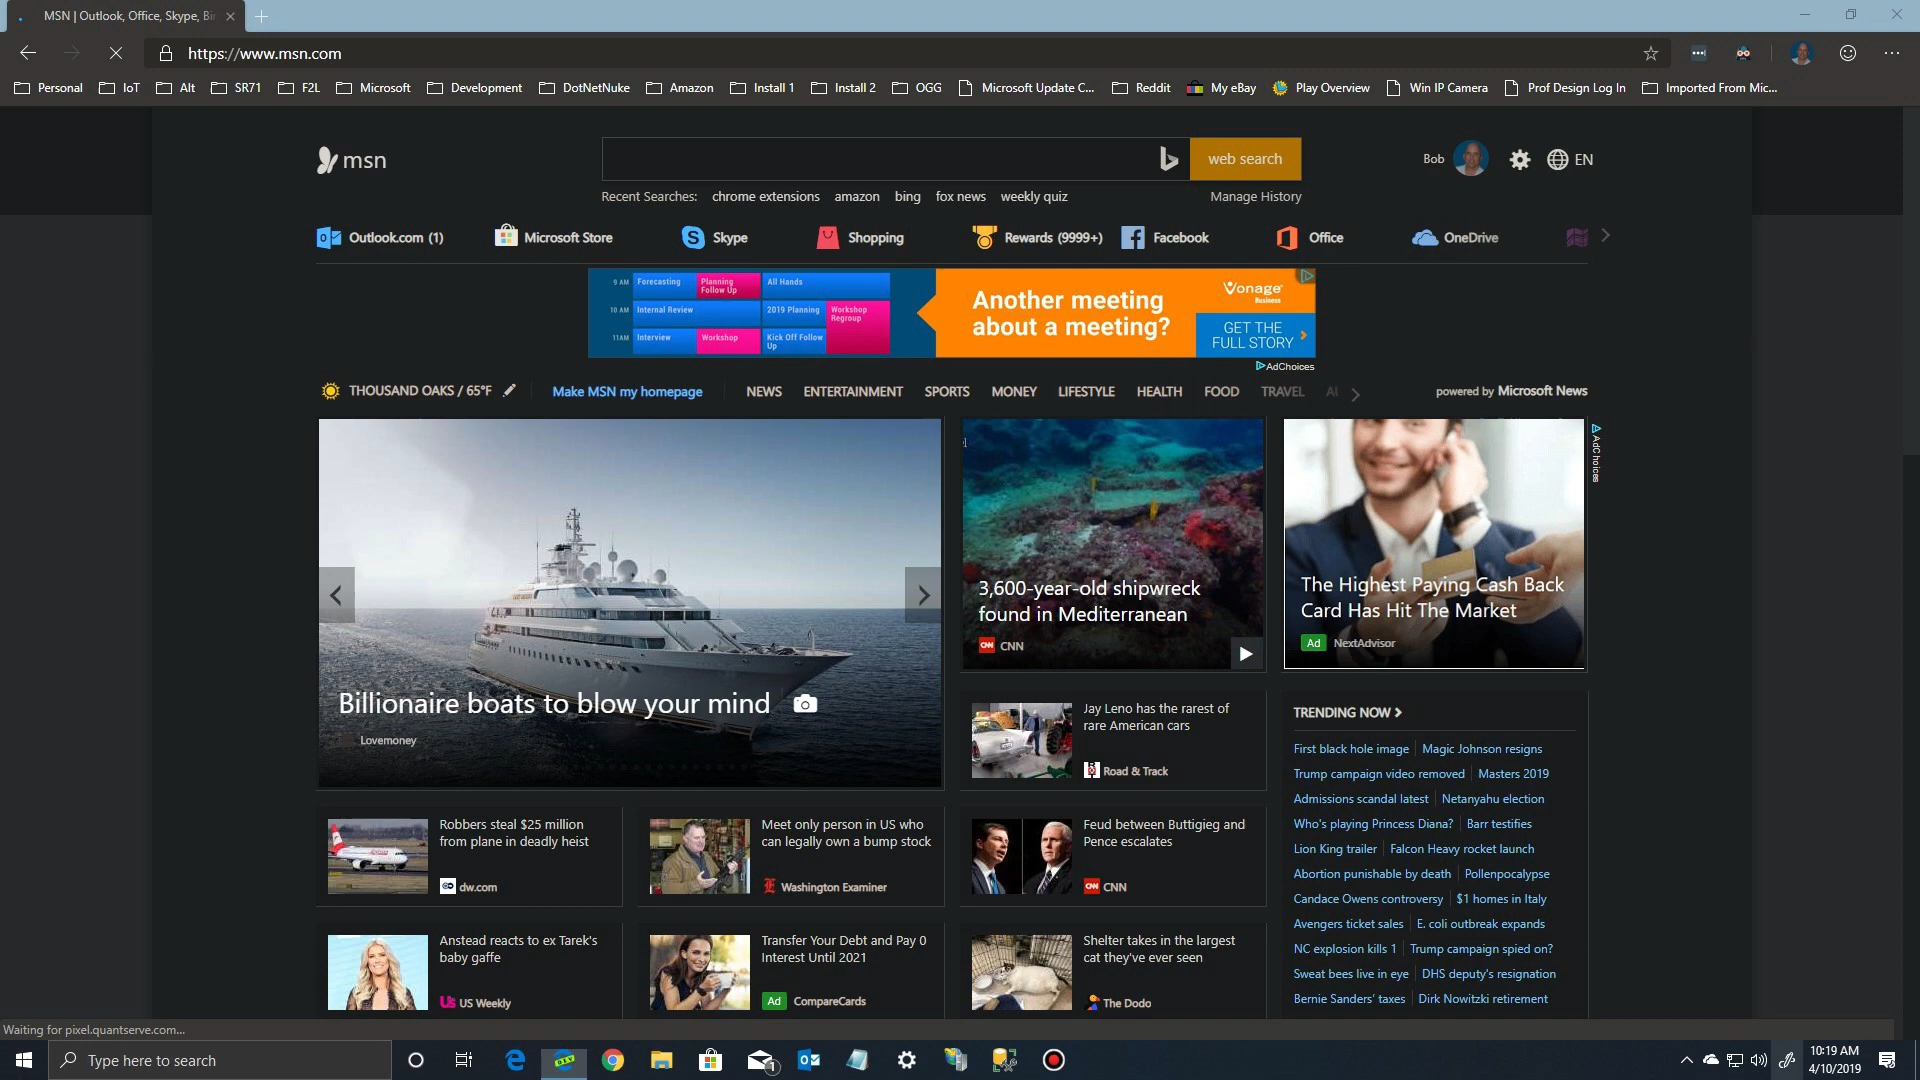 MSN | Outlook, Office, Skype, Bi
https://www.msn.com
Personal IoT Alt SR71 F2L Microsoft Development DotNetNuke Amazon Install 1 Install 2 OGG Microsoft Update C... Reddit My eBay Play Overview Win IP Camera Prof Design Log In Imported From Mic...
msn
web search
Bob
EN
Recent Searches: chrome extensions amazon bing fox news weekly quiz Manage History
Outlook.com (1) Microsoft Store Skype Shopping Rewards (9999+) Facebook Office OneDrive
9 AM Forecasting Planning Follow Up All Hands
10 AM Internal Review 2019 Planning Workshop Regroup
11AM Interview Workshop Kick Off Follow Up
Another meeting
about a meeting?
Vonage
Business
GET THE
FULL STORY
AdChoices
THOUSAND OAKS / 65°F Make MSN my homepage NEWS ENTERTAINMENT SPORTS MONEY LIFESTYLE HEALTH FOOD TRAVEL powered by Microsoft News
Billionaire boats to blow your mind
Lovemoney
3,600-year-old shipwreck
found in Mediterranean
CNN CNN
The Highest Paying Cash Back
Card Has Hit The Market
Ad NextAdvisor
AdChoices
Jay Leno has the rarest of
rare American cars
Road & Track
TRENDING NOW
First black hole image Magic Johnson resigns
Trump campaign video removed Masters 2019
Admissions scandal latest Netanyahu election
Who's playing Princess Diana? Barr testifies
Lion King trailer Falcon Heavy rocket launch
Abortion punishable by death Pollenpocalypse
Candace Owens controversy $1 homes in Italy
Avengers ticket sales E. coli outbreak expands
NC explosion kills 1 Trump campaign spied on?
Sweat bees live in eye DHS deputy's resignation
Bernie Sanders' taxes Dirk Nowitzki retirement
Robbers steal $25 million
from plane in deadly heist
dw.com
Meet only person in US who
can legally own a bump stock
Washington Examiner
Feud between Buttigieg and
Pence escalates
CNN CNN
Anstead reacts to ex Tarek's
baby gaffe
Us US Weekly
Transfer Your Debt and Pay 0
Interest Until 2021
Ad CompareCards
Shelter takes in the largest
cat they've ever seen
The Dodo
Waiting for pixel.quantserve.com...
Type here to search
1
10:19 AM
4/10/2019